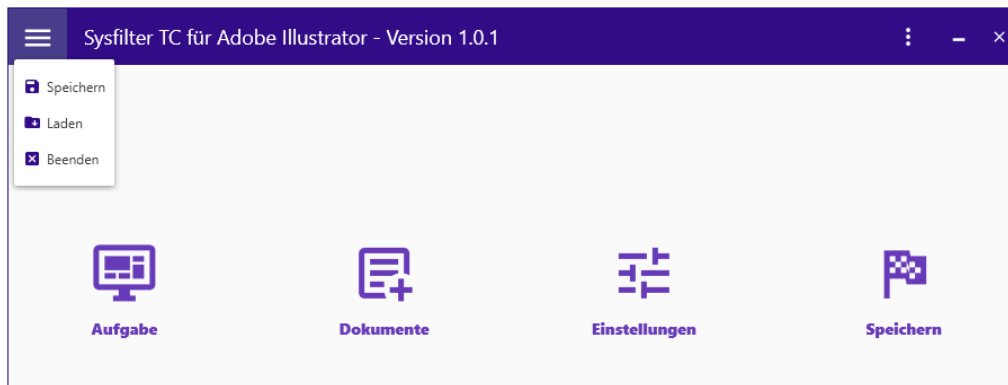 Sysfilter TC für Adobe Illustrator - Version 1.0.1
Speichern
Laden
Beenden
Aufgabe
Dokumente
Einstellungen
Speichern